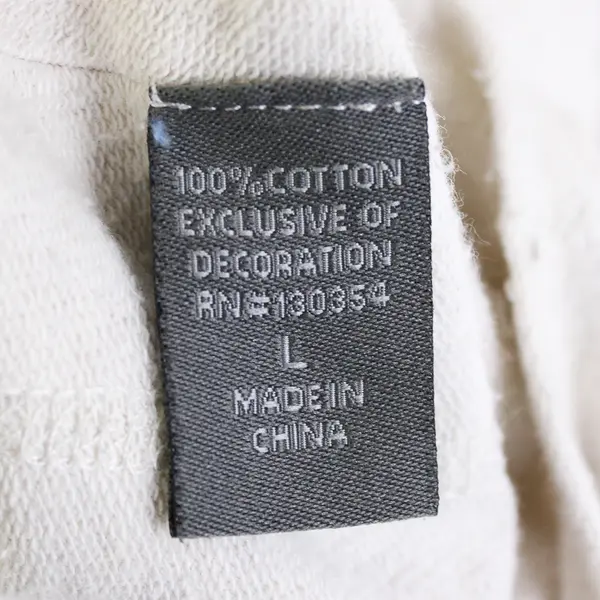 100% COTTON
EXCLUSIVE OF
DECORATION
RN#130354
L
MADE IN
CHINA